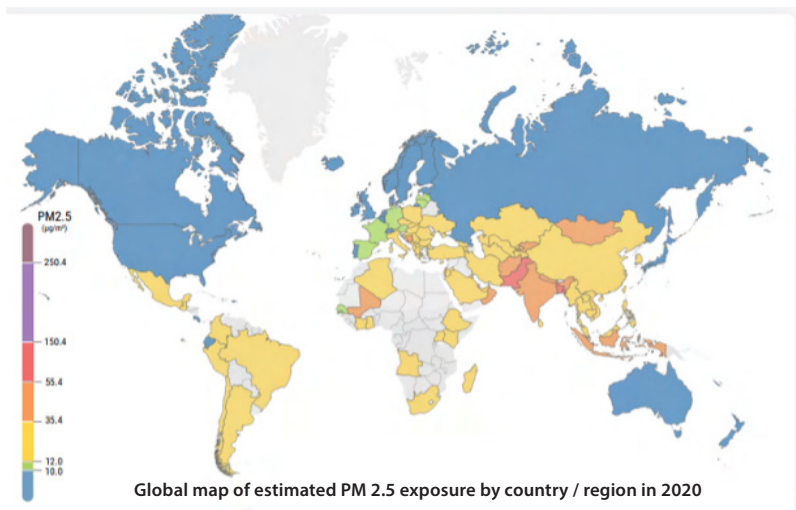 PM2.5
(µg/m³)
250.4
150.4
55.4
35.4
12.0
10.0
Global map of estimated PM 2.5 exposure by country / region in 2020